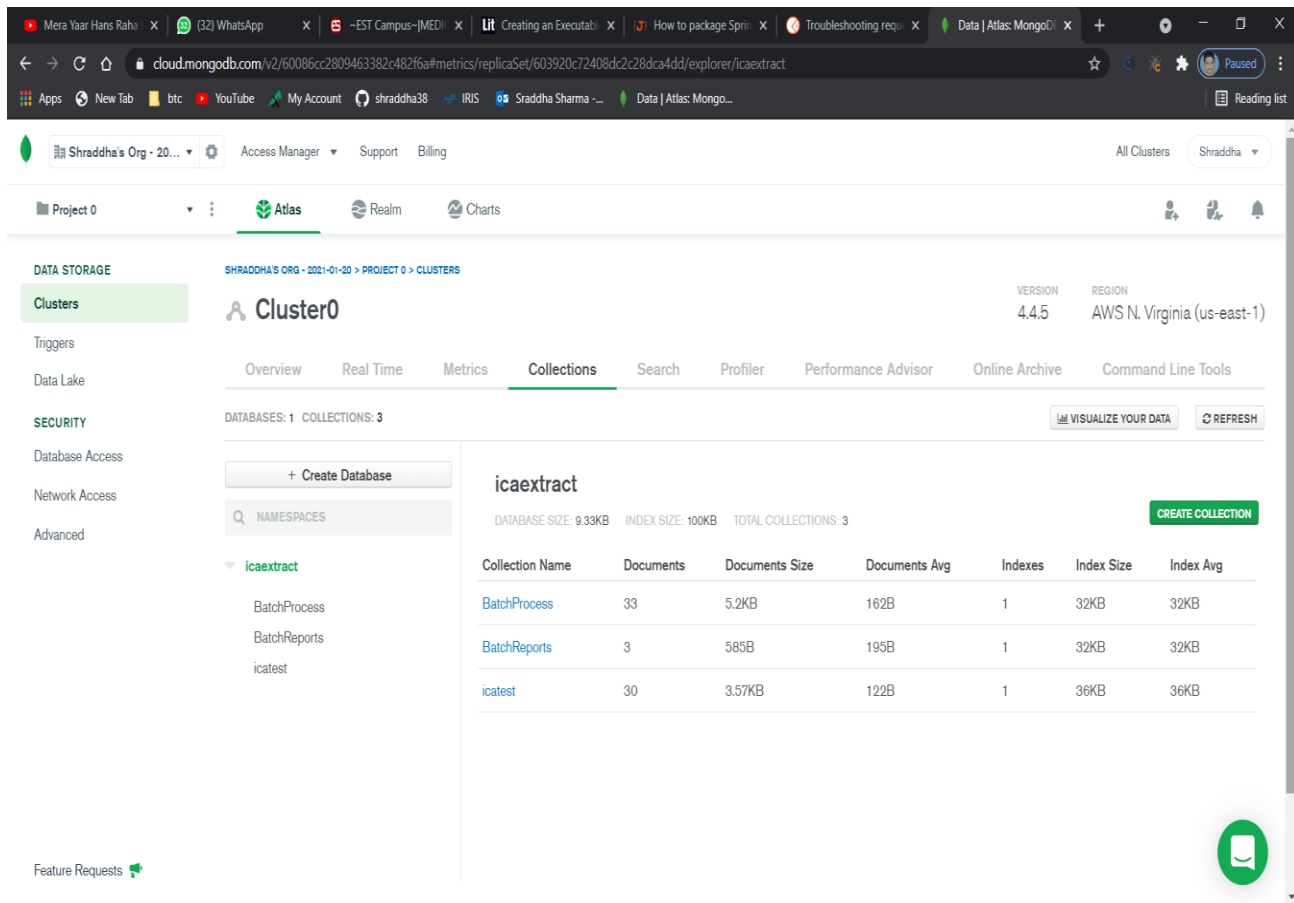 Mera Yaar Hans Raha
(32) WhatsApp
~EST Campus~|MEDI
Lit Creating an Executabl
How to package Sprin
Troubleshooting requ
Data | Atlas: MongoD
cloud.mongodb.com/v2/60086cc2809463382c482f6a#metrics/replicaSet/603920c72408dc2c28dca4dd/explorer/icaextract
Paused
Apps New Tab btc YouTube My Account shraddha38 IRIS Sraddha Sharma -... Data | Atlas: Mongo... Reading list
Shraddha's Org - 20... Access Manager Support Billing All Clusters Shraddha
Project 0 Atlas Realm Charts
DATA STORAGE
Clusters
Triggers
Data Lake
SECURITY
Database Access
Network Access
Advanced
Feature Requests
SHRADDHA'S ORG - 2021-01-20 > PROJECT 0 > CLUSTERS
Cluster0
VERSION
4.4.5
REGION
AWS N. Virginia (us-east-1)
Overview Real Time Metrics Collections Search Profiler Performance Advisor Online Archive Command Line Tools
DATABASES: 1 COLLECTIONS: 3
VISUALIZE YOUR DATA REFRESH
+ Create Database
NAMESPACES
icaextract
BatchProcess
BatchReports
icatest
icaextract
DATABASE SIZE: 9.33KB INDEX SIZE: 100KB TOTAL COLLECTIONS: 3
CREATE COLLECTION
Collection Name Documents Documents Size Documents Avg Indexes Index Size Index Avg
BatchProcess 33 5.2KB 162B 1 32KB 32KB
BatchReports 3 585B 195B 1 32KB 32KB
icatest 30 3.57KB 122B 1 36KB 36KB